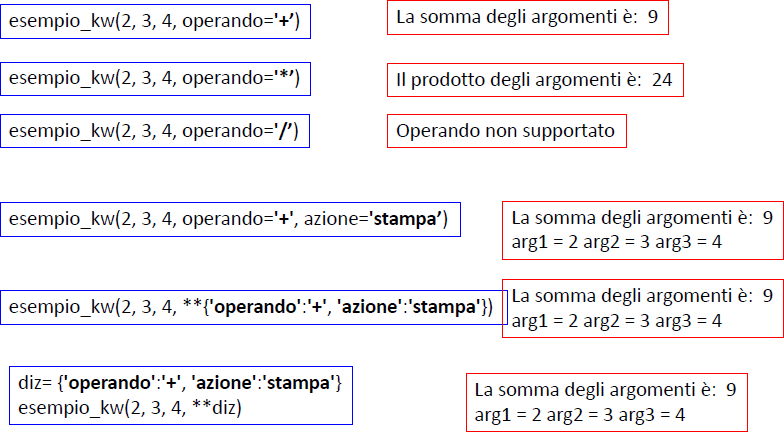 esempio_kw(2, 3, 4, operando='+’)
La somma degli argomenti è:  9
esempio_kw(2, 3, 4, operando='*’)
Il prodotto degli argomenti è:  24
esempio_kw(2, 3, 4, operando='/’)
Operando non supportato
esempio_kw(2, 3, 4, operando='+', azione='stampa’)
La somma degli argomenti è:  9
arg1 = 2 arg2 = 3 arg3 = 4
esempio_kw(2, 3, 4, **{'operando':'+', 'azione':'stampa'})
La somma degli argomenti è:  9
arg1 = 2 arg2 = 3 arg3 = 4
diz= {'operando':'+', 'azione':'stampa'}
esempio_kw(2, 3, 4, **diz)
La somma degli argomenti è:  9
arg1 = 2 arg2 = 3 arg3 = 4